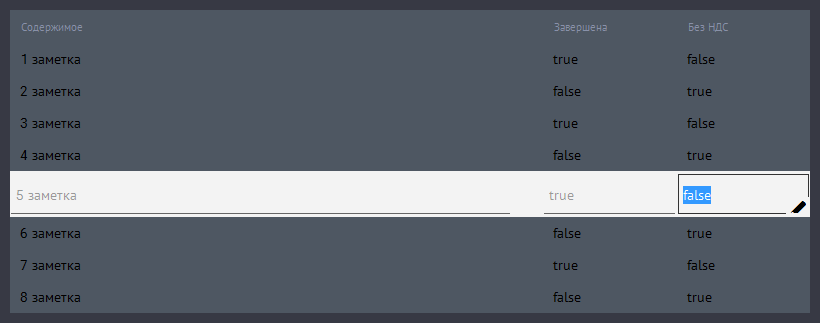 Содержимое Завершена Без НДС
1 заметка true false
2 заметка false true
3 заметка true false
4 заметка false true
5 заметка true false
6 заметка false true
7 заметка true false
8 заметка false true